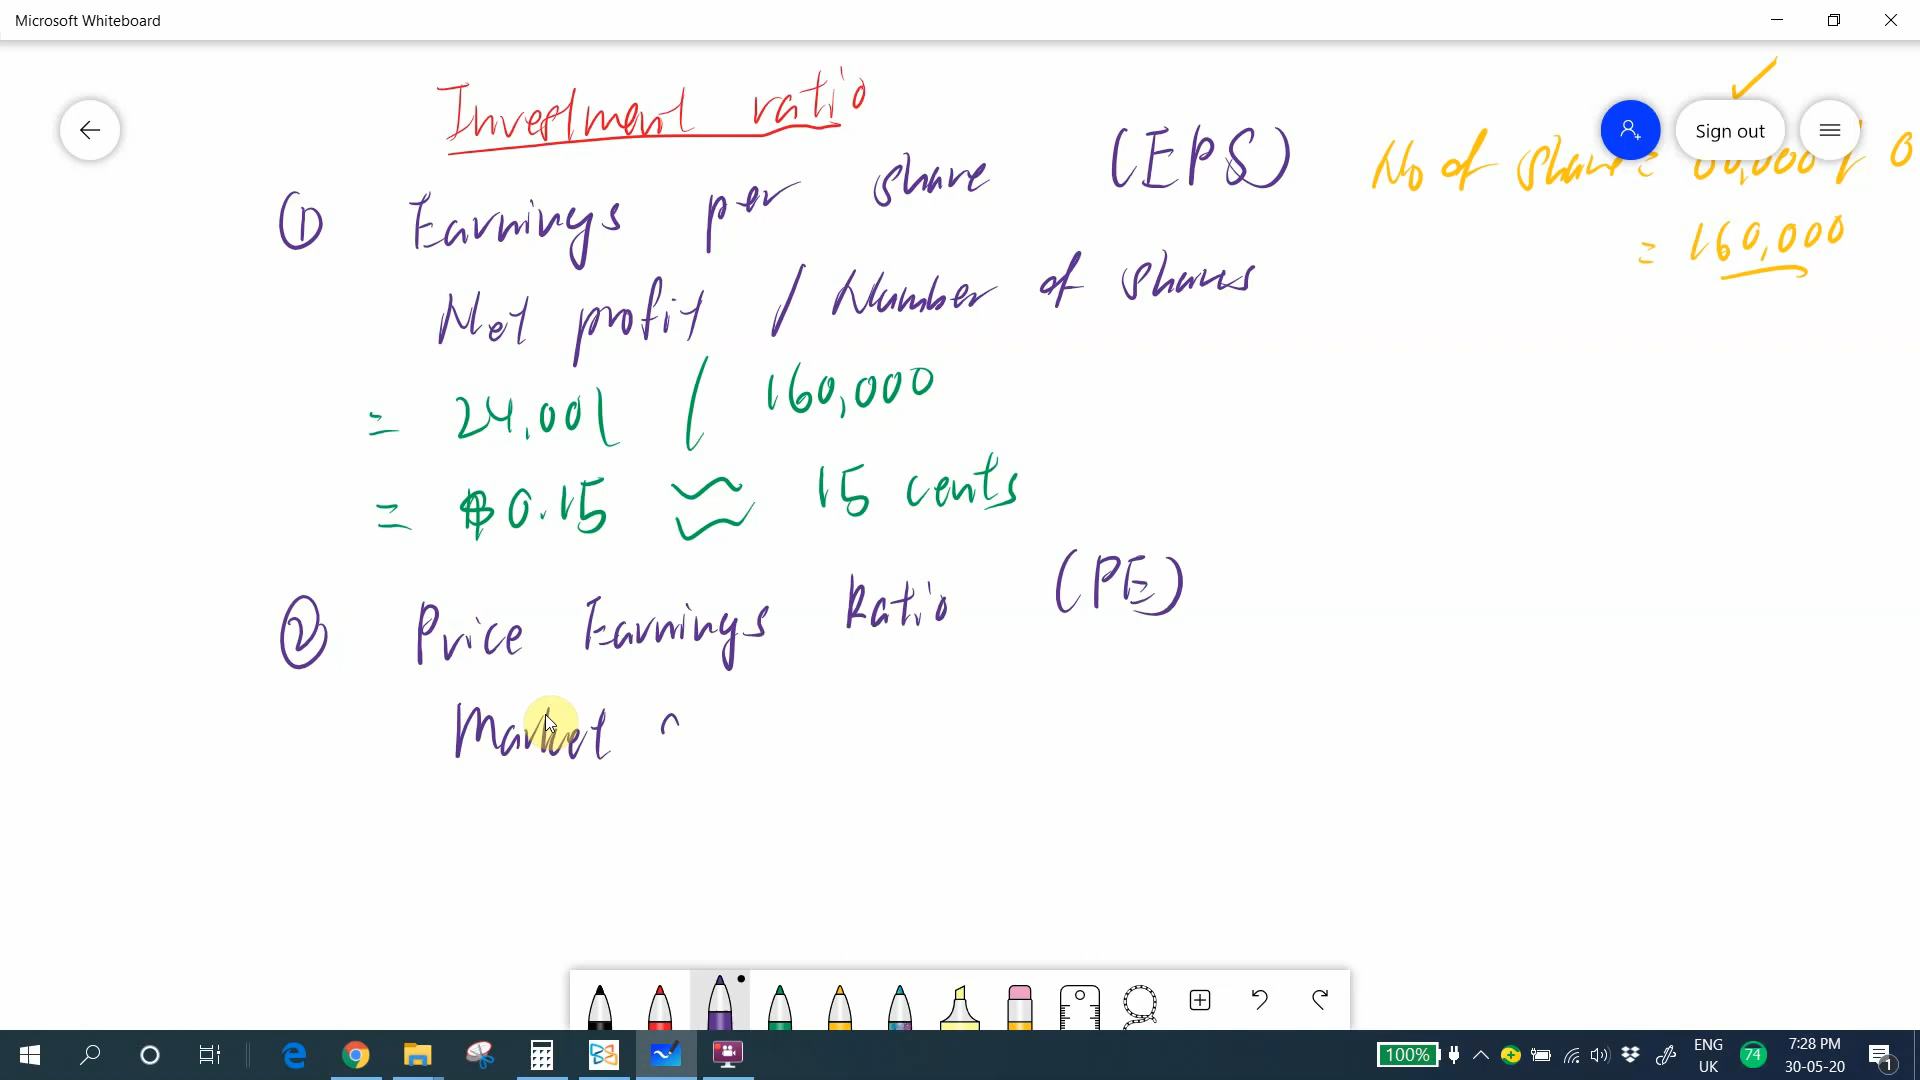 Microsoft Whiteboard
Investment ratio
Sign out
① Earnings per share (EPS)
No of share =
= 160,000
Net profit / Number of shares
= 24,001 / 160,000
= $0.15 ≈ 15 cents
② Price Earnings Ratio (PE)
Market
100%
ENG
UK
74
7:28 PM
30-05-20
1